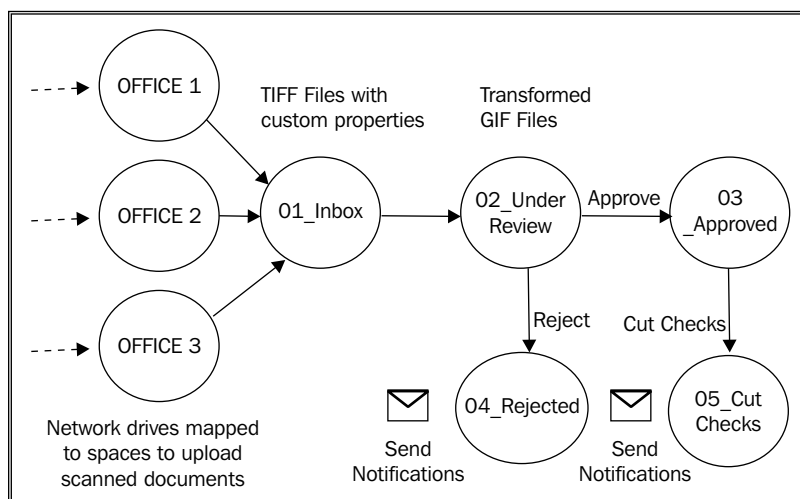 OFFICE 1
TIFF Files with
custom properties
Transformed
GIF Files
OFFICE 2
01_Inbox
02_Under
Review
Approve
03
_Approved
OFFICE 3
Reject
Cut Checks
04_Rejected
05_Cut
Checks
Network drives mapped
to spaces to upload
scanned documents
Send
Notifications
Send
Notifications